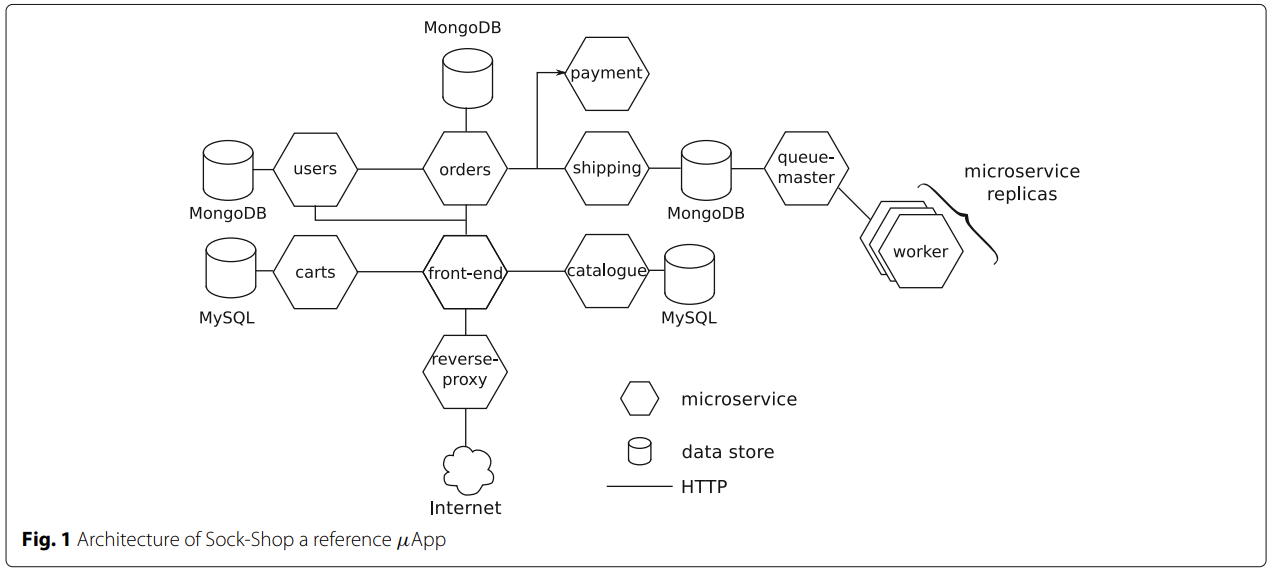 MongoDB
payment
users
orders
shipping
queue-
master
microservice
replicas
MongoDB
MongoDB
worker
carts
front-end
catalogue
MySQL
MySQL
reverse-
proxy
microservice
data store
HTTP
Internet
Fig. 1 Architecture of Sock-Shop a reference μApp